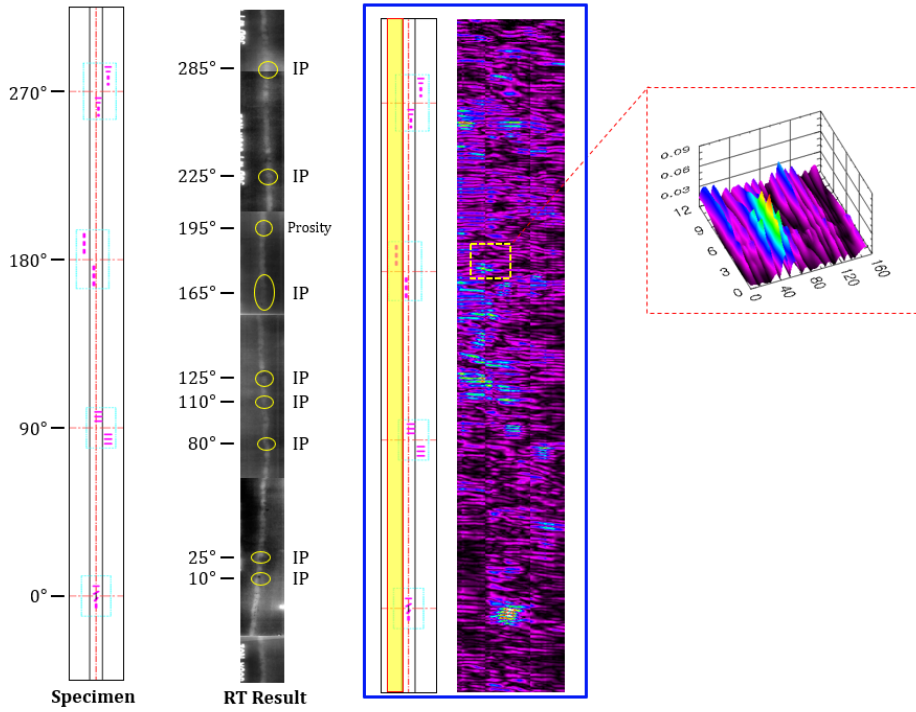 285° IP
270°
225° IP
195° Prosity
180°
165° IP
125° IP
110° IP
90°
80° IP
25° IP
10° IP
0°
Specimen
RT Result
0.09
0.06
0.03
12
9
6
3
0
0
40
80
120
160